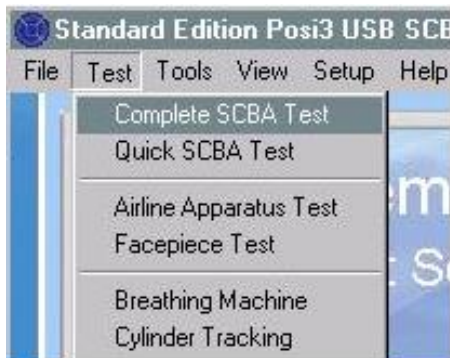 Standard Edition Posi3 USB SCB
File Test Tools View Setup Help
Complete SCBA Test
Quick SCBA Test
Airline Apparatus Test
Facepiece Test
Breathing Machine
Cylinder Tracking